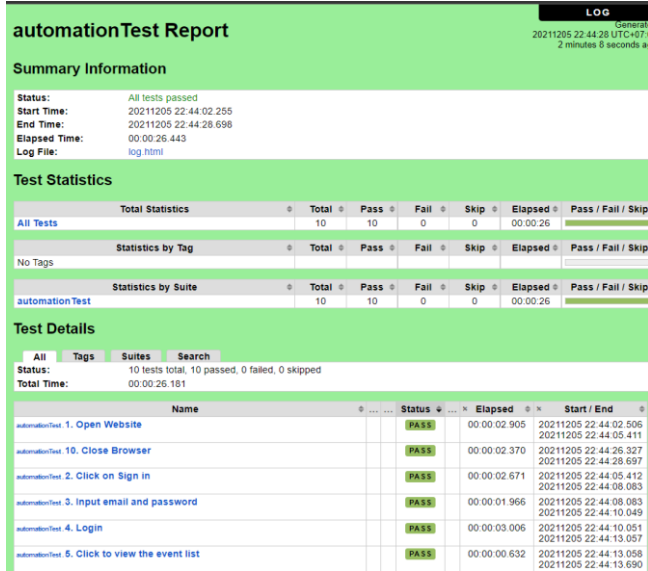 LOG
automationTest Report
Generat
20211205 22:44:28 UTC+07:
2 minutes 8 seconds a
Summary Information
Status: All tests passed
Start Time: 20211205 22:44:02.255
End Time: 20211205 22:44:28.698
Elapsed Time: 00:00:26.443
Log File: log.html
Test Statistics
Total Statistics Total Pass Fail Skip Elapsed Pass / Fail / Skip
All Tests 10 10 0 0 00:00:26
Statistics by Tag Total Pass Fail Skip Elapsed Pass / Fail / Skip
No Tags
Statistics by Suite Total Pass Fail Skip Elapsed Pass / Fail / Skip
automationTest 10 10 0 0 00:00:26
Test Details
All Tags Suites Search
Status: 10 tests total, 10 passed, 0 failed, 0 skipped
Total Time: 00:00:26.181
Name ... ... Status ... × Elapsed × Start / End
automationTest. 1. Open Website PASS 00:00:02.905 20211205 22:44:02.506
20211205 22:44:05.411
automationTest. 10. Close Browser PASS 00:00:02.370 20211205 22:44:26.327
20211205 22:44:28.697
automationTest. 2. Click on Sign in PASS 00:00:02.671 20211205 22:44:05.412
20211205 22:44:08.083
automationTest. 3. Input email and password PASS 00:00:01.966 20211205 22:44:08.083
20211205 22:44:10.049
automationTest. 4. Login PASS 00:00:03.006 20211205 22:44:10.051
20211205 22:44:13.057
automationTest. 5. Click to view the event list PASS 00:00:00.632 20211205 22:44:13.058
20211205 22:44:13.690